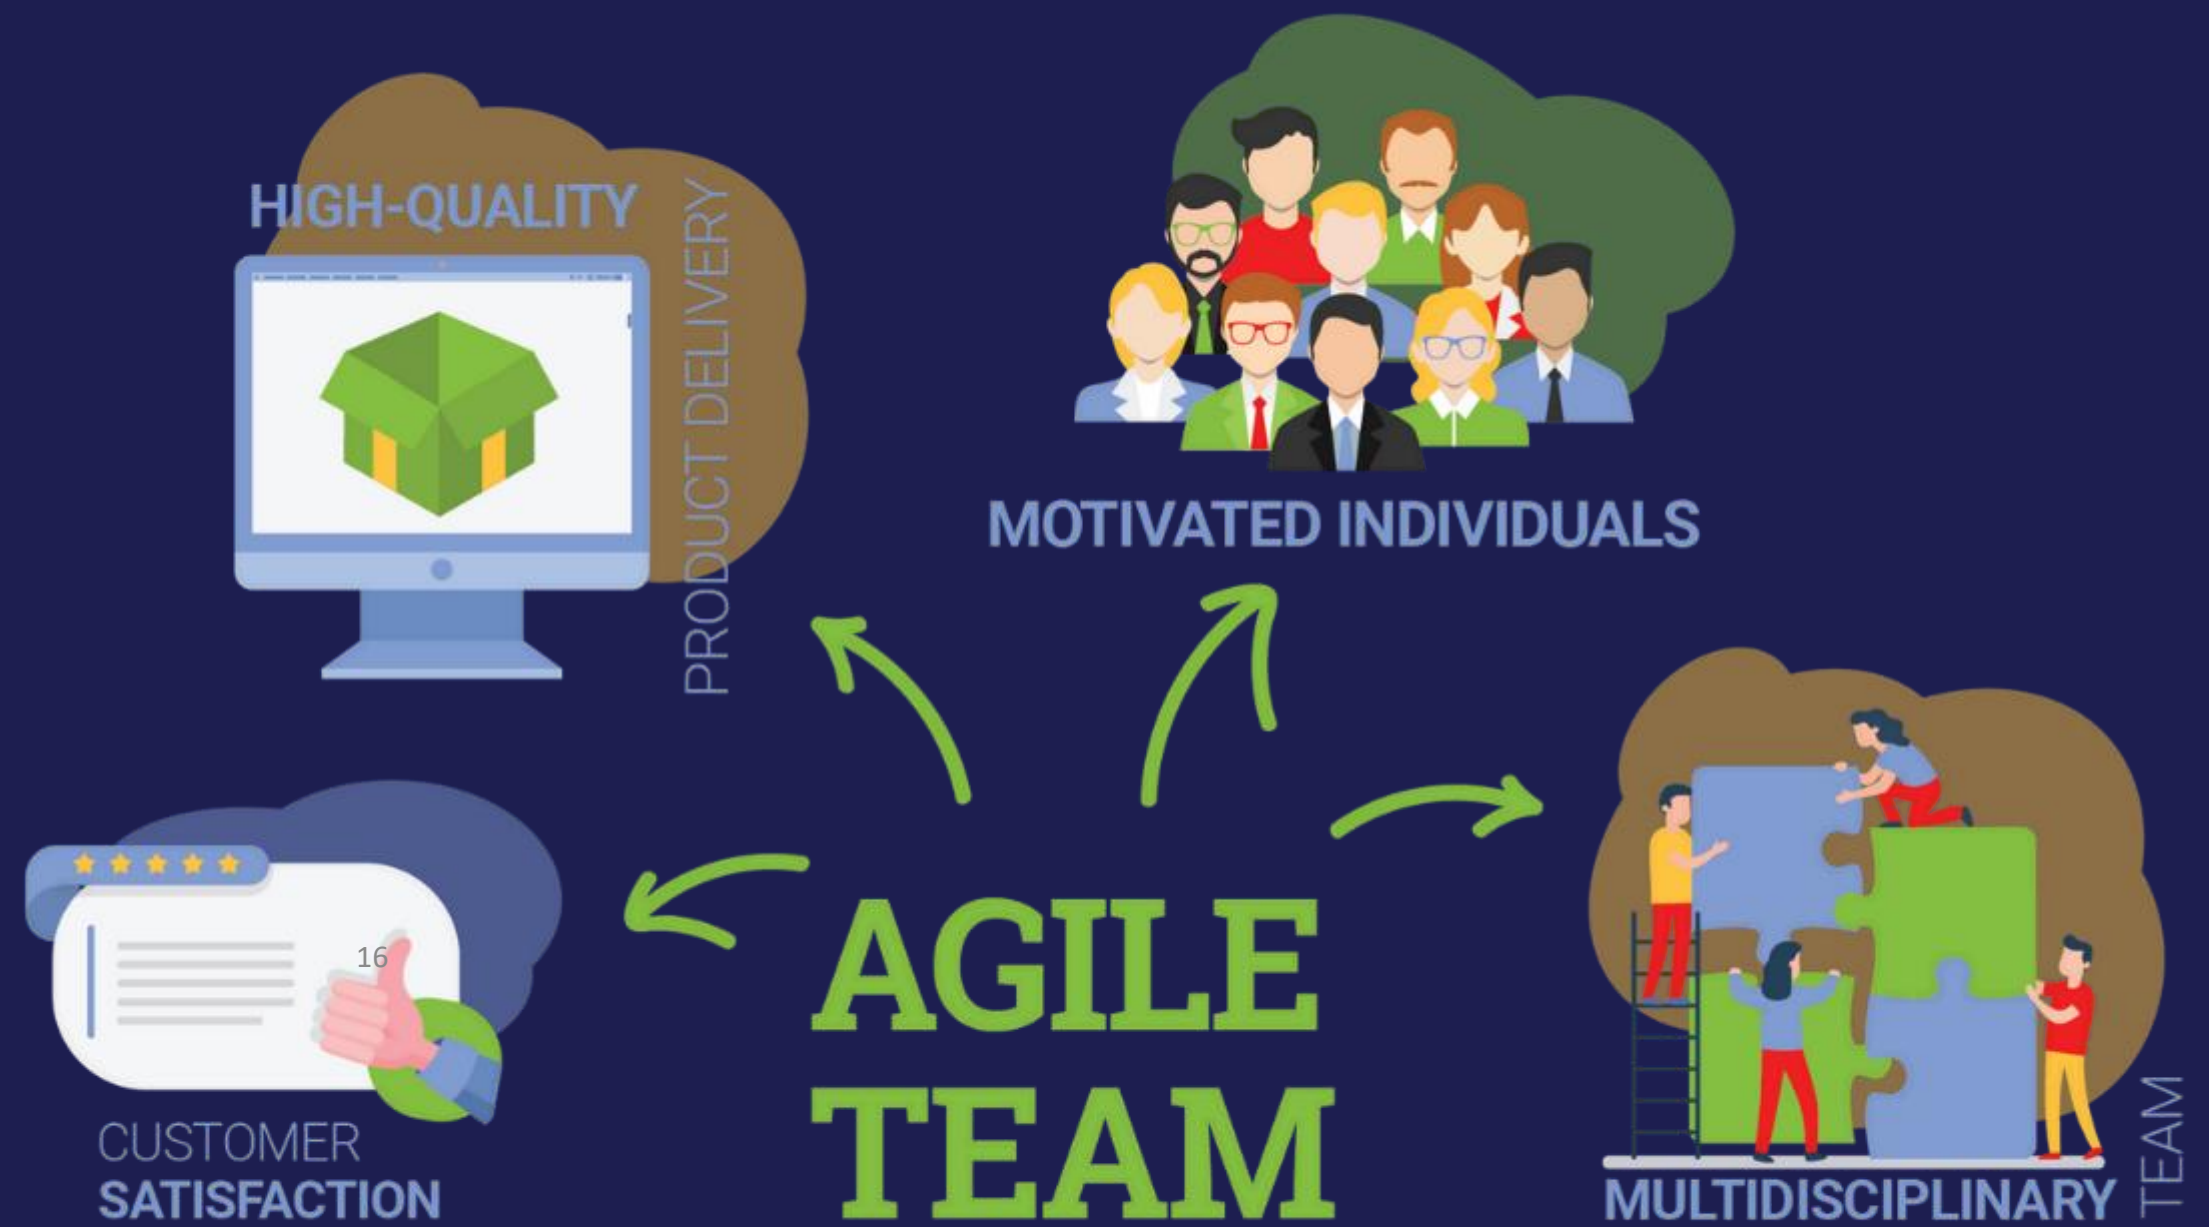 HIGH-QUALITY
PRODUCT DELIVERY
MOTIVATED INDIVIDUALS
16
CUSTOMER
SATISFACTION
AGILE
TEAM
MULTIDISCIPLINARY
TEAM